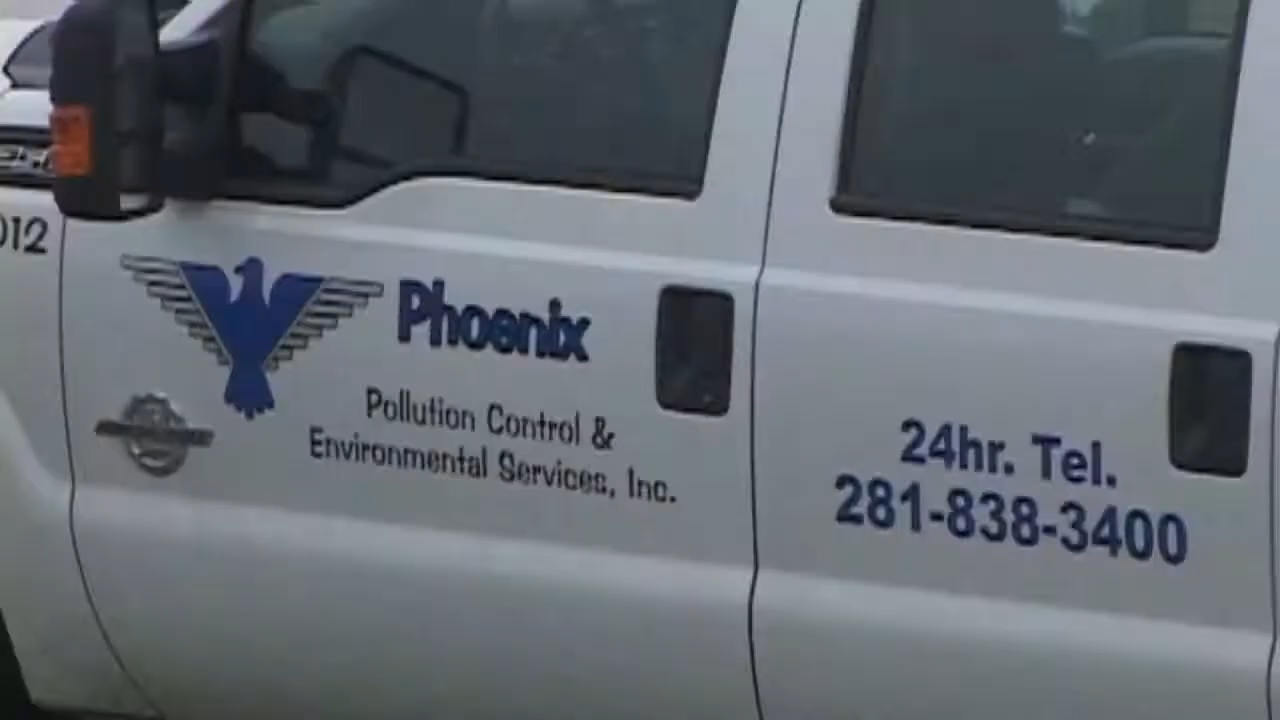 012
Phoenix
Pollution Control &
Environmental Services, Inc.
24hr. Tel.
281-838-3400